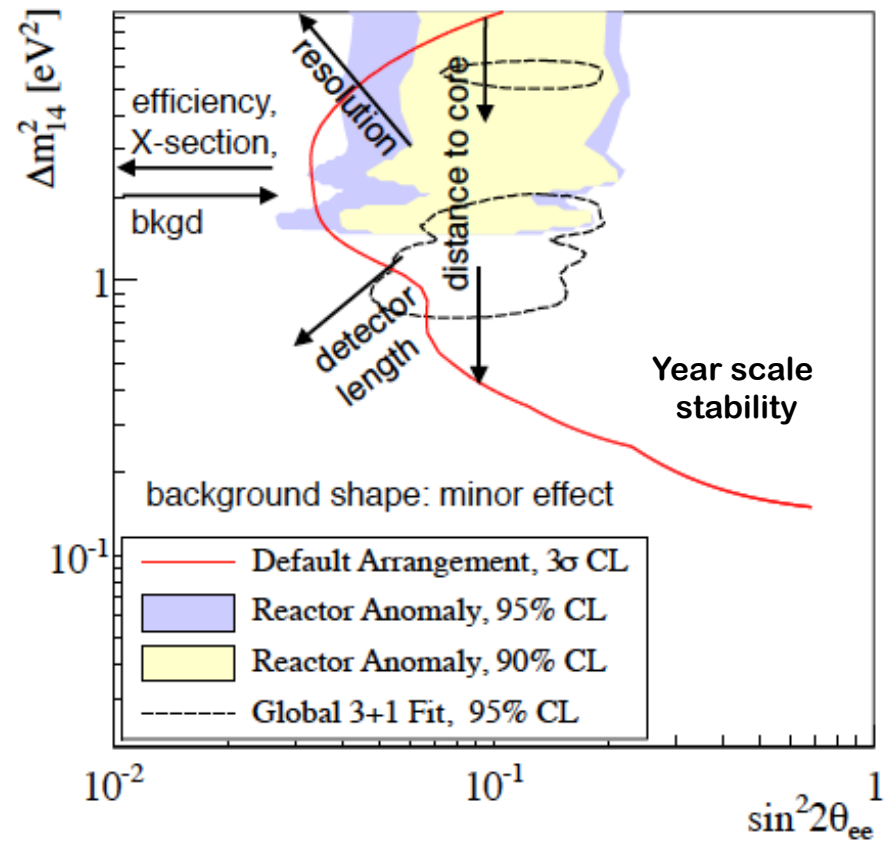 Δm²₁₄ [eV²]
resolution
distance to core
efficiency,
X-section,
bkgd
1
detector
length
Year scale
stability
background shape: minor effect
10⁻¹
Default Arrangement, 3σ CL
Reactor Anomaly, 95% CL
Reactor Anomaly, 90% CL
Global 3+1 Fit, 95% CL
10⁻² 10⁻¹ 1
sin²2θₑₑ